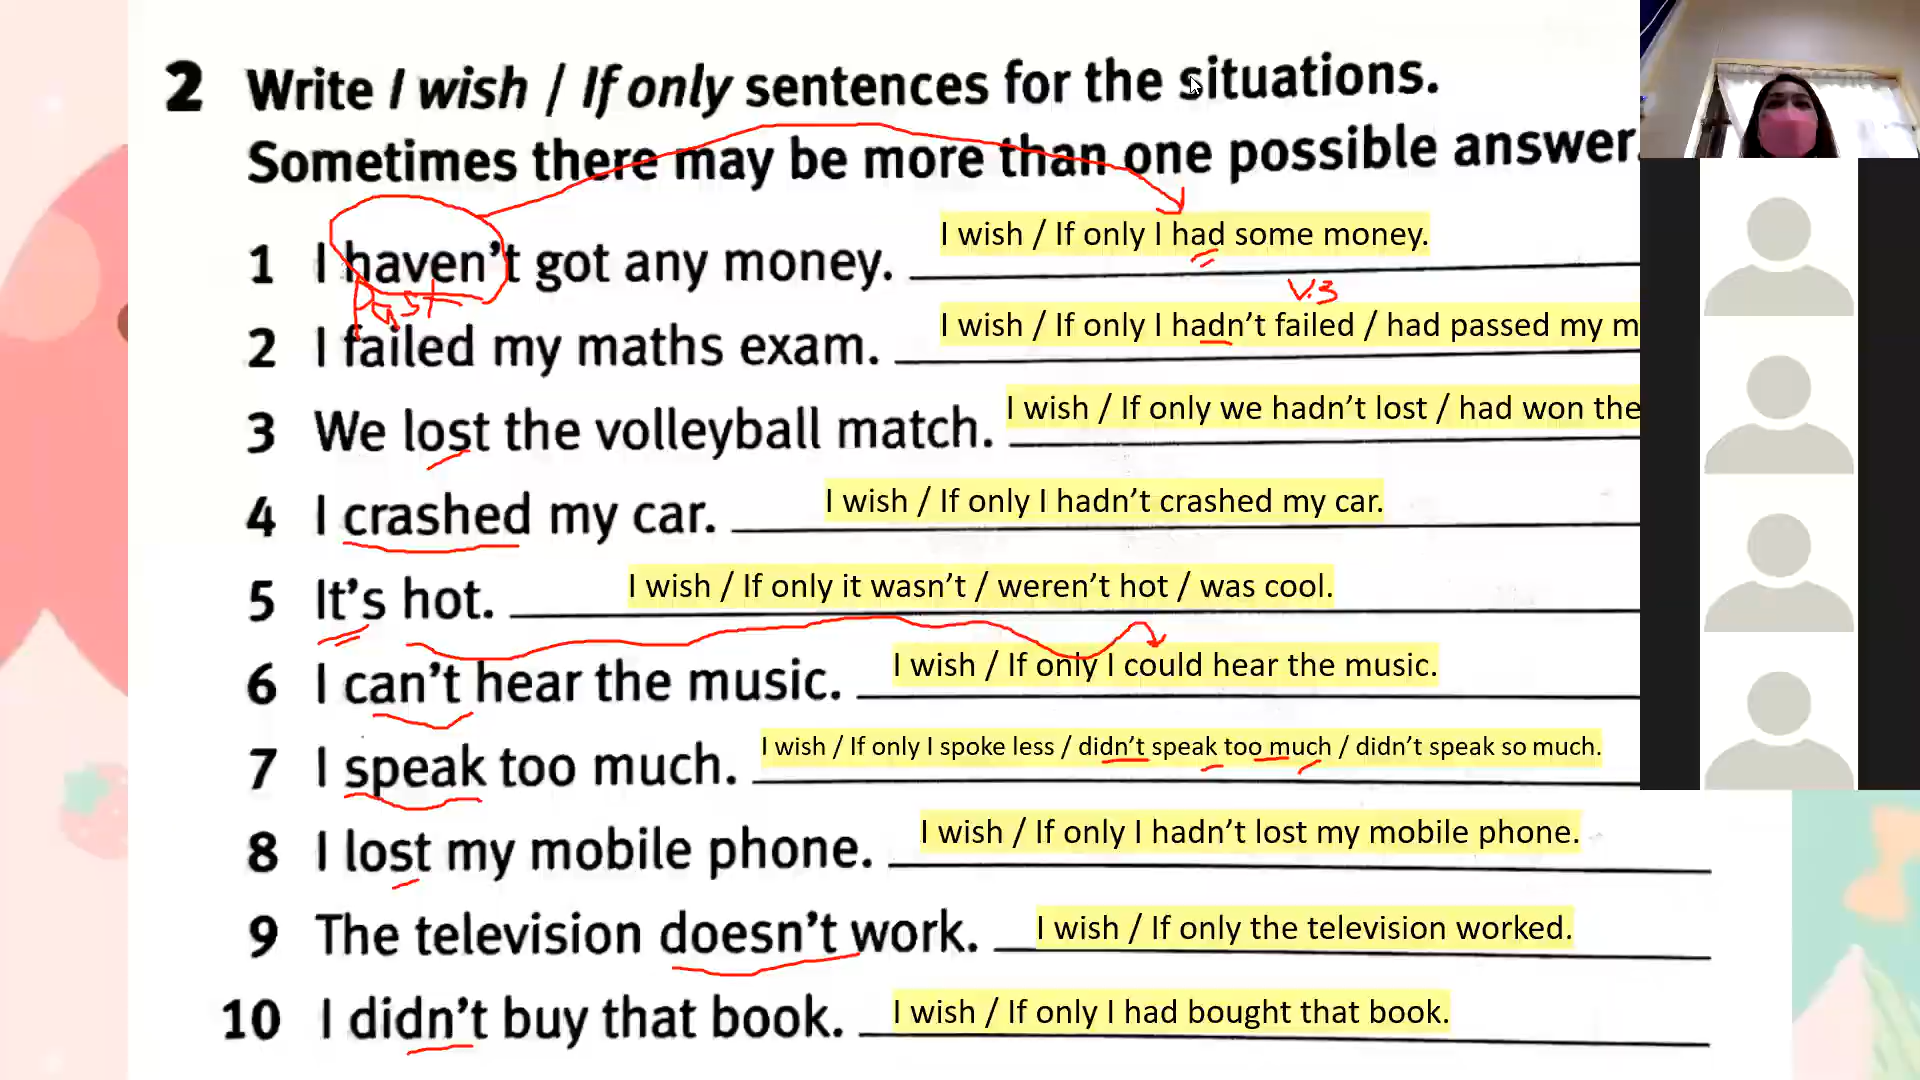 2 Write I wish / If only sentences for the situations.
Sometimes there may be more than one possible answer.
1 I haven't got any money. I wish / If only I had some money.
Past
V.3
2 I failed my maths exam. I wish / If only I hadn't failed / had passed my m
3 We lost the volleyball match. I wish / If only we hadn't lost / had won the
4 I crashed my car. I wish / If only I hadn't crashed my car.
5 It's hot. I wish / If only it wasn't / weren't hot / was cool.
6 I can't hear the music. I wish / If only I could hear the music.
7 I speak too much. I wish / If only I spoke less / didn't speak too much / didn't speak so much.
8 I lost my mobile phone. I wish / If only I hadn't lost my mobile phone.
9 The television doesn't work. I wish / If only the television worked.
10 I didn't buy that book. I wish / If only I had bought that book.